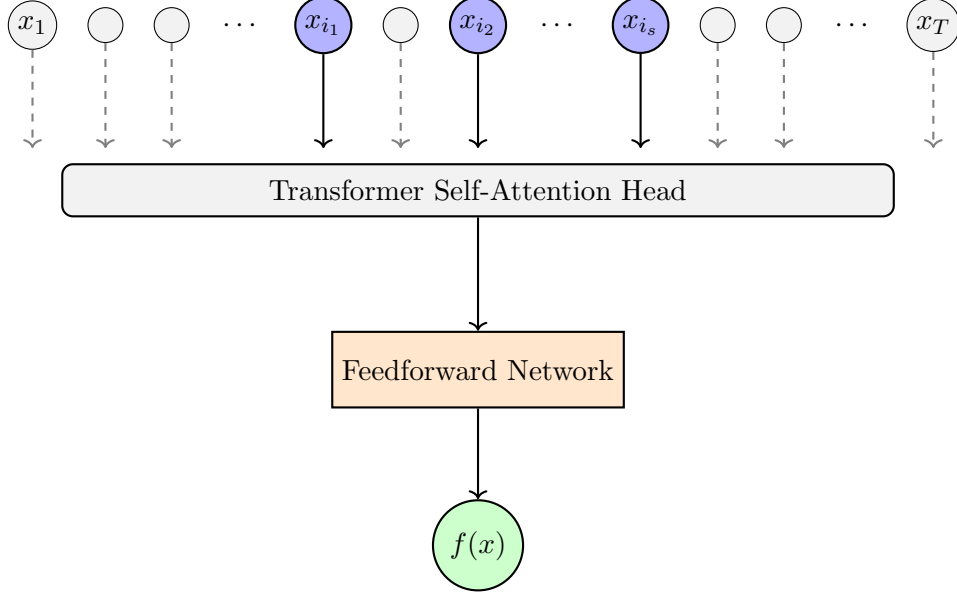 x_1 ⋯ x_{i_1} x_{i_2} ⋯ x_{i_s} ⋯ x_T
Transformer Self-Attention Head
Feedforward Network
f(x)